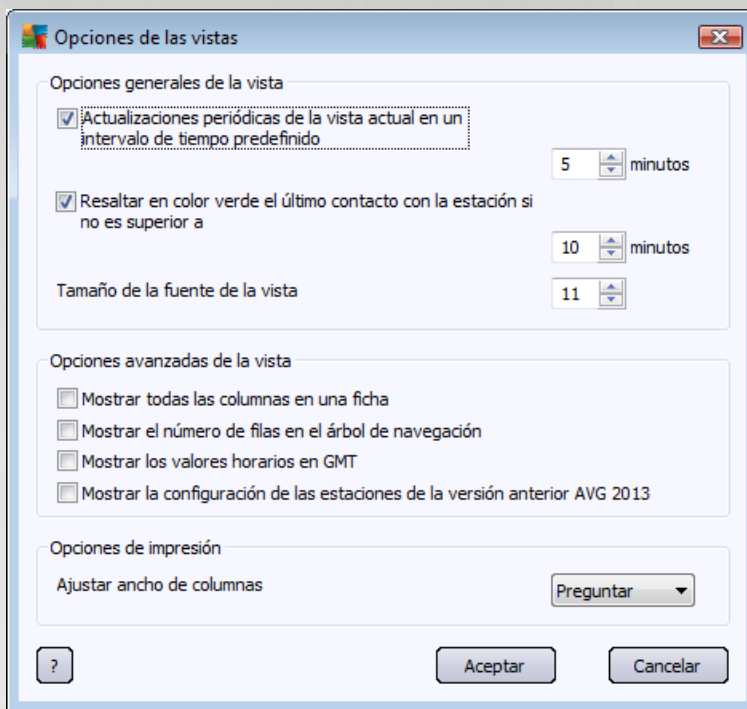 Opciones de las vistas
Opciones generales de la vista
Actualizaciones periódicas de la vista actual en un
intervalo de tiempo predefinido
5 minutos
Resaltar en color verde el último contacto con la estación si
no es superior a
10 minutos
Tamaño de la fuente de la vista 11
Opciones avanzadas de la vista
Mostrar todas las columnas en una ficha
Mostrar el número de filas en el árbol de navegación
Mostrar los valores horarios en GMT
Mostrar la configuración de las estaciones de la versión anterior AVG 2013
Opciones de impresión
Ajustar ancho de columnas Preguntar
? Aceptar Cancelar